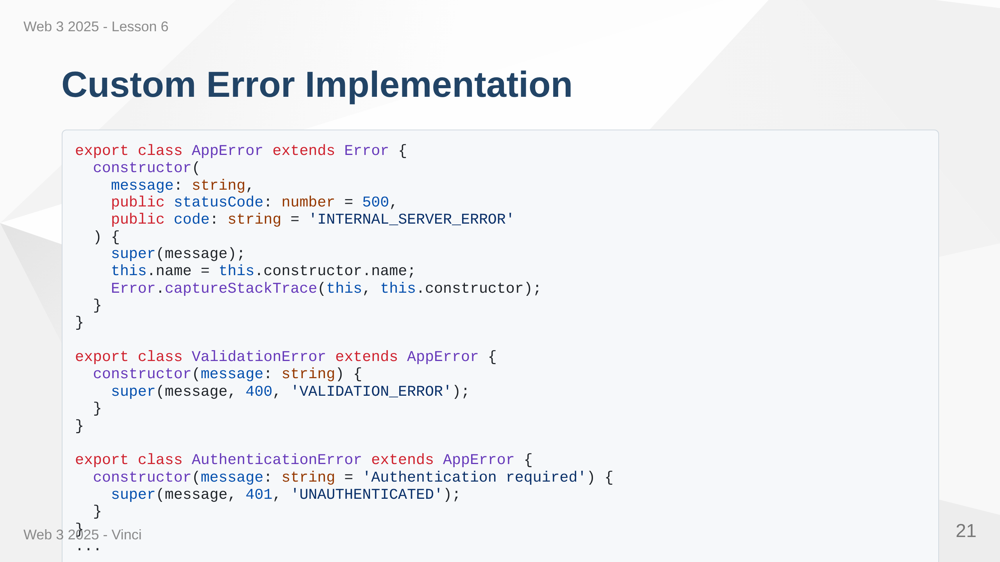 Web 3 2025 - Lesson 6
Custom Error Implementation
export class AppError extends Error {
  constructor(
    message: string,
    public statusCode: number = 500,
    public code: string = 'INTERNAL_SERVER_ERROR'
  ) {
    super(message);
    this.name = this.constructor.name;
    Error.captureStackTrace(this, this.constructor);
  }
}

export class ValidationError extends AppError {
  constructor(message: string) {
    super(message, 400, 'VALIDATION_ERROR');
  }
}

export class AuthenticationError extends AppError {
  constructor(message: string = 'Authentication required') {
    super(message, 401, 'UNAUTHENTICATED');
  }
}
...
Web 3 2025 - Vinci
21